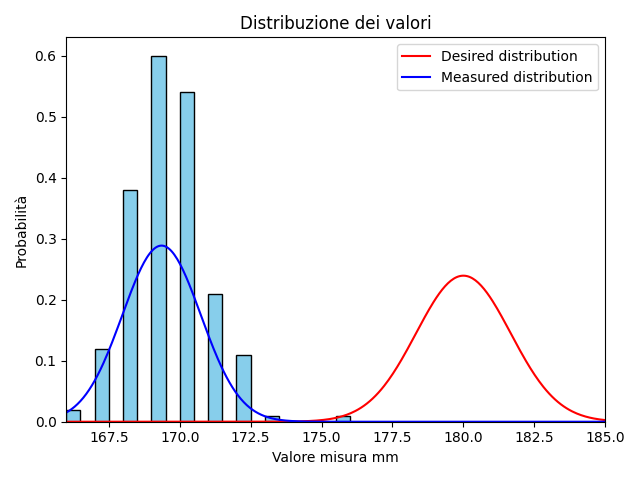 Distribuzione dei valori
Desired distribution
Measured distribution
Probabilità
0.6
0.5
0.4
0.3
0.2
0.1
0.0
167.5 170.0 172.5 175.0 177.5 180.0 182.5 185.0
Valore misura mm